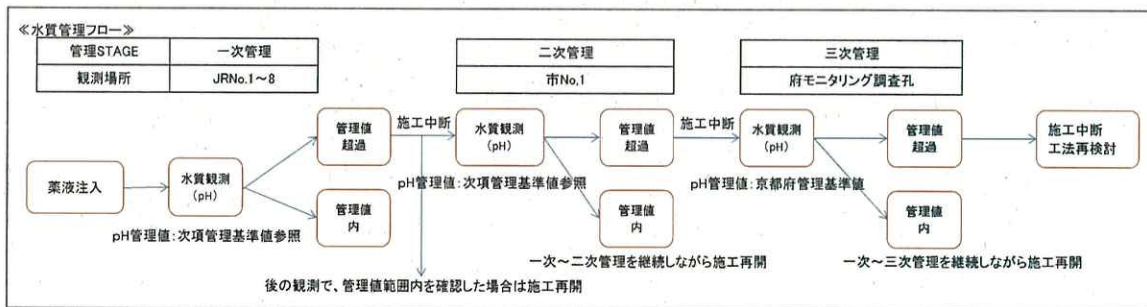 ≪水質管理フロー≫
管理STAGE 一次管理
観測場所 JRNo.1～8
二次管理
市No,1
三次管理
府モニタリング調査孔
薬液注入
水質観測
(pH)
pH管理値:次項管理基準値参照
管理値
超過
管理値
内
施工中断
後の観測で、管理値範囲内を確認した場合は施工再開
水質観測
(pH)
pH管理値:次項管理基準値参照
管理値
超過
管理値
内
一次～二次管理を継続しながら施工再開
施工中断
水質観測
(pH)
pH管理値:京都府管理基準値
管理値
超過
管理値
内
一次～三次管理を継続しながら施工再開
施工中断
工法再検討